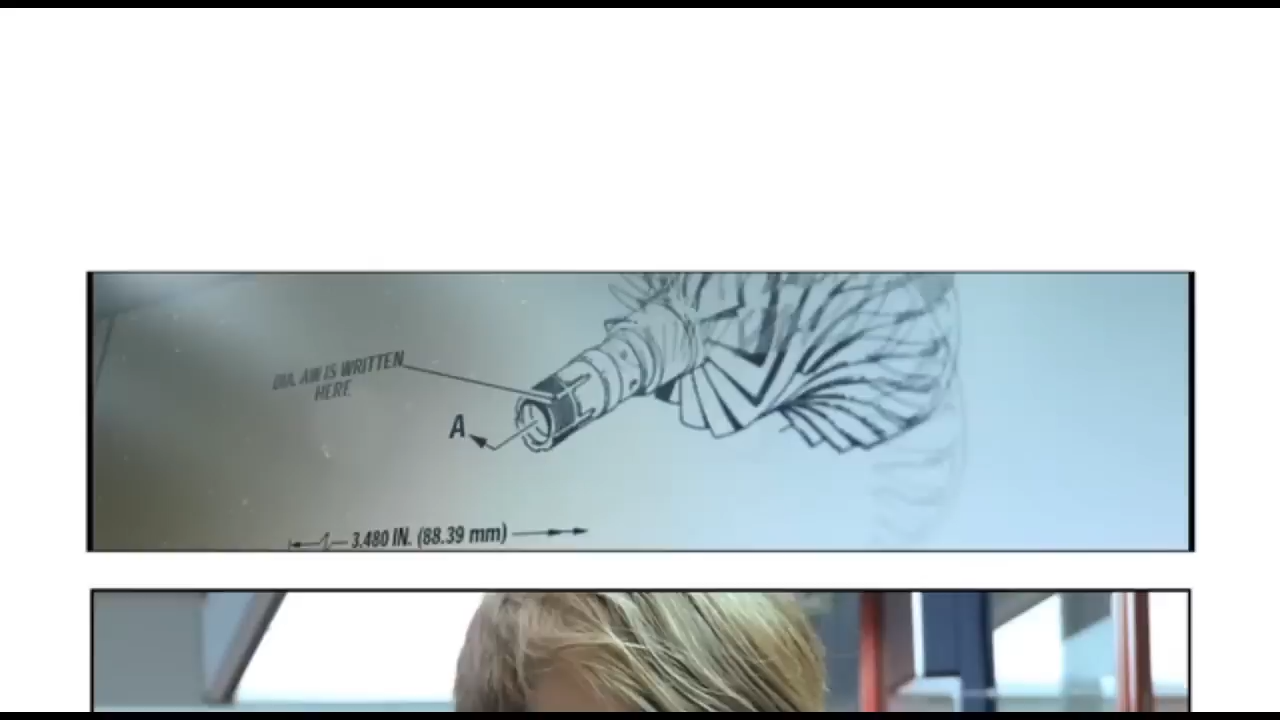 DIA. AW IS WRITTEN
HERE
A
3.480 IN. (88.39 mm)